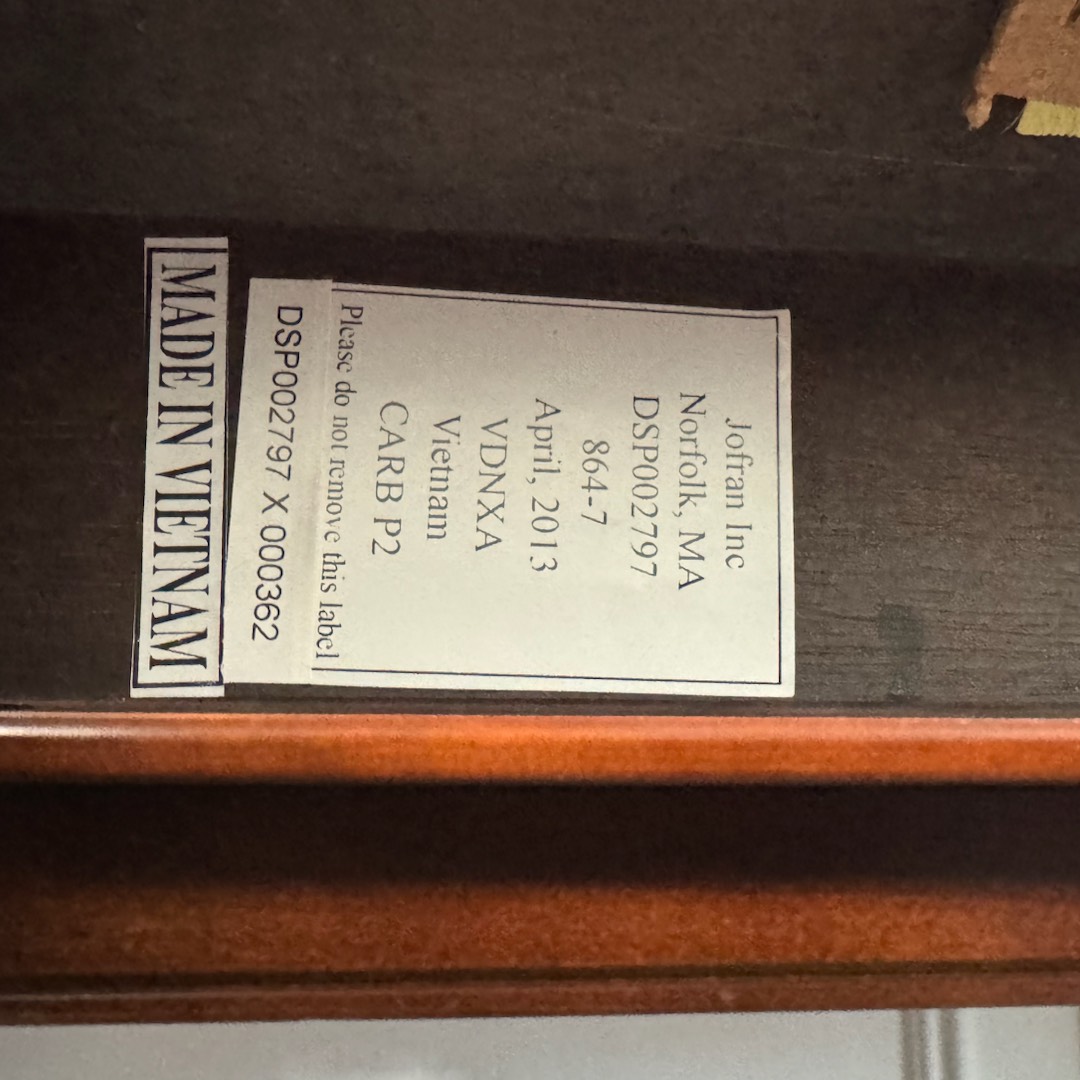 Jofran Inc
Norfolk, MA
DSP002797
864-7
April, 2013
VDNXA
Vietnam
CARB P2
Please do not remove this label
DSP002797 X 000362
MADE IN VIETNAM